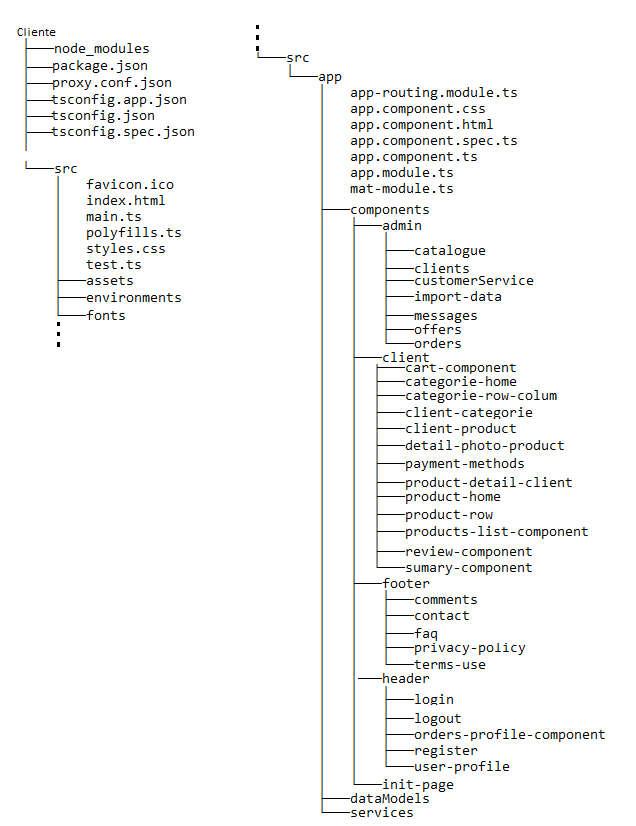 Cliente
node_modules
package.json
proxy.conf.json
tsconfig.app.json
tsconfig.json
tsconfig.spec.json
src
favicon.ico
index.html
main.ts
polyfills.ts
styles.css
test.ts
assets
environments
fonts
src
app
app-routing.module.ts
app.component.css
app.component.html
app.component.spec.ts
app.component.ts
app.module.ts
mat-module.ts
components
admin
catalogue
clients
customerService
import-data
messages
offers
orders
client
cart-component
categorie-home
categorie-row-colum
client-categorie
client-product
detail-photo-product
payment-methods
product-detail-client
product-home
product-row
products-list-component
review-component
sumary-component
footer
comments
contact
faq
privacy-policy
terms-use
header
login
logout
orders-profile-component
register
user-profile
init-page
dataModels
services